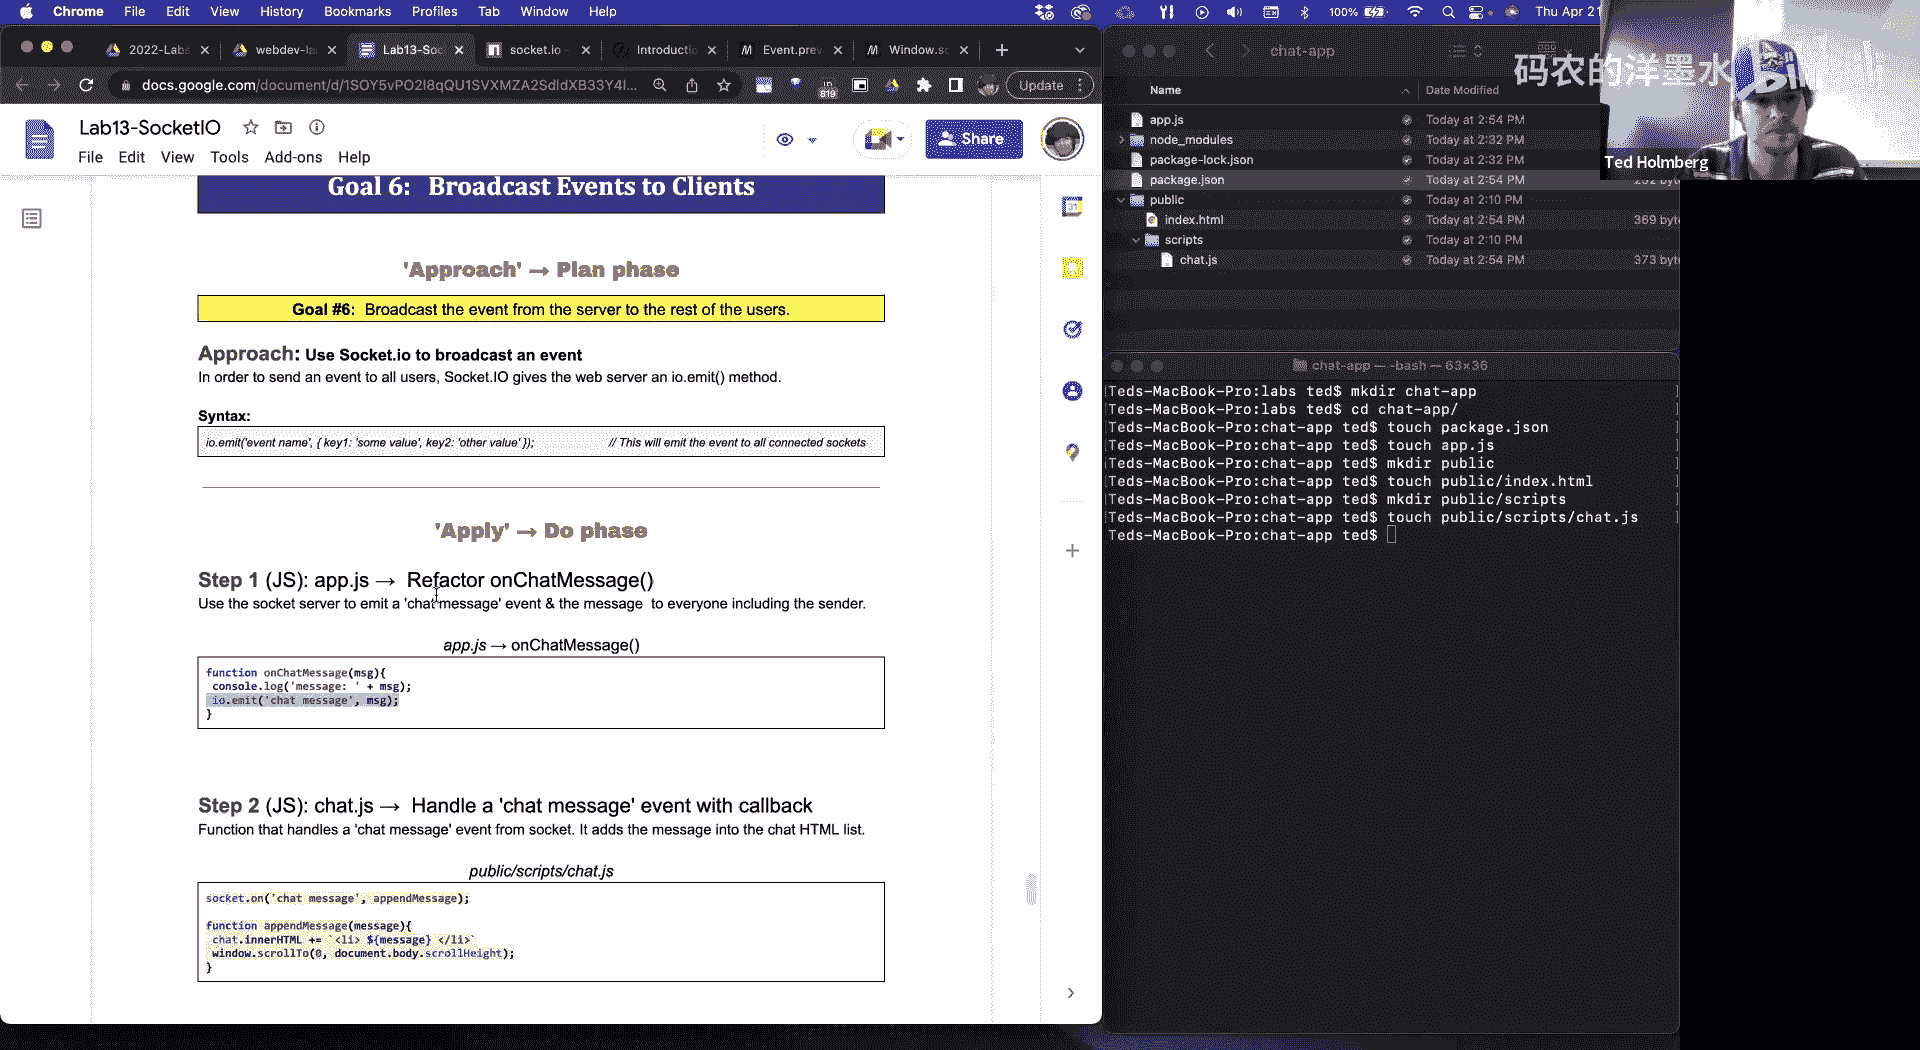 Chrome File Edit View History Bookmarks Profiles Tab Window Help
100% Thu Apr 21
2022-Labs
webdev-la
Lab13-Soc
socket.io -
Introductio
Event.prev
Window.sc
docs.google.com/document/d/1SOY5vPO2l8qQU1SVXMZA2SdldXB33Y4l...
819
Update
Lab13-SocketIO
File Edit View Tools Add-ons Help
Share
31
Goal 6: Broadcast Events to Clients
'Approach' → Plan phase
Goal #6: Broadcast the event from the server to the rest of the users.
Approach: Use Socket.io to broadcast an event
In order to send an event to all users, Socket.IO gives the web server an io.emit() method.
Syntax:
io.emit('event name', { key1: 'some value', key2: 'other value' }); // This will emit the event to all connected sockets
'Apply' → Do phase
Step 1 (JS): app.js → Refactor onChatMessage()
Use the socket server to emit a 'chat message' event & the message to everyone including the sender.
app.js → onChatMessage()
function onChatMessage(msg){
console.log('message: ' + msg);
io.emit('chat message', msg);
}
Step 2 (JS): chat.js → Handle a 'chat message' event with callback
Function that handles a 'chat message' event from socket. It adds the message into the chat HTML list.
public/scripts/chat.js
socket.on('chat message', appendMessage);
function appendMessage(message){
chat.innerHTML += `<li> ${message} </li>`
window.scrollTo(0, document.body.scrollHeight);
}
chat-app
Name Date Modified
app.js Today at 2:54 PM
node_modules Today at 2:32 PM
package-lock.json Today at 2:32 PM
package.json Today at 2:54 PM
public Today at 2:10 PM
index.html Today at 2:54 PM 369 byt
scripts Today at 2:10 PM
chat.js Today at 2:54 PM 373 byt
chat-app — -bash — 63×36
Teds-MacBook-Pro:labs ted$ mkdir chat-app
Teds-MacBook-Pro:labs ted$ cd chat-app/
Teds-MacBook-Pro:chat-app ted$ touch package.json
Teds-MacBook-Pro:chat-app ted$ touch app.js
Teds-MacBook-Pro:chat-app ted$ mkdir public
Teds-MacBook-Pro:chat-app ted$ touch public/index.html
Teds-MacBook-Pro:chat-app ted$ mkdir public/scripts
Teds-MacBook-Pro:chat-app ted$ touch public/scripts/chat.js
Teds-MacBook-Pro:chat-app ted$
码农的洋墨水
Ted Holmberg